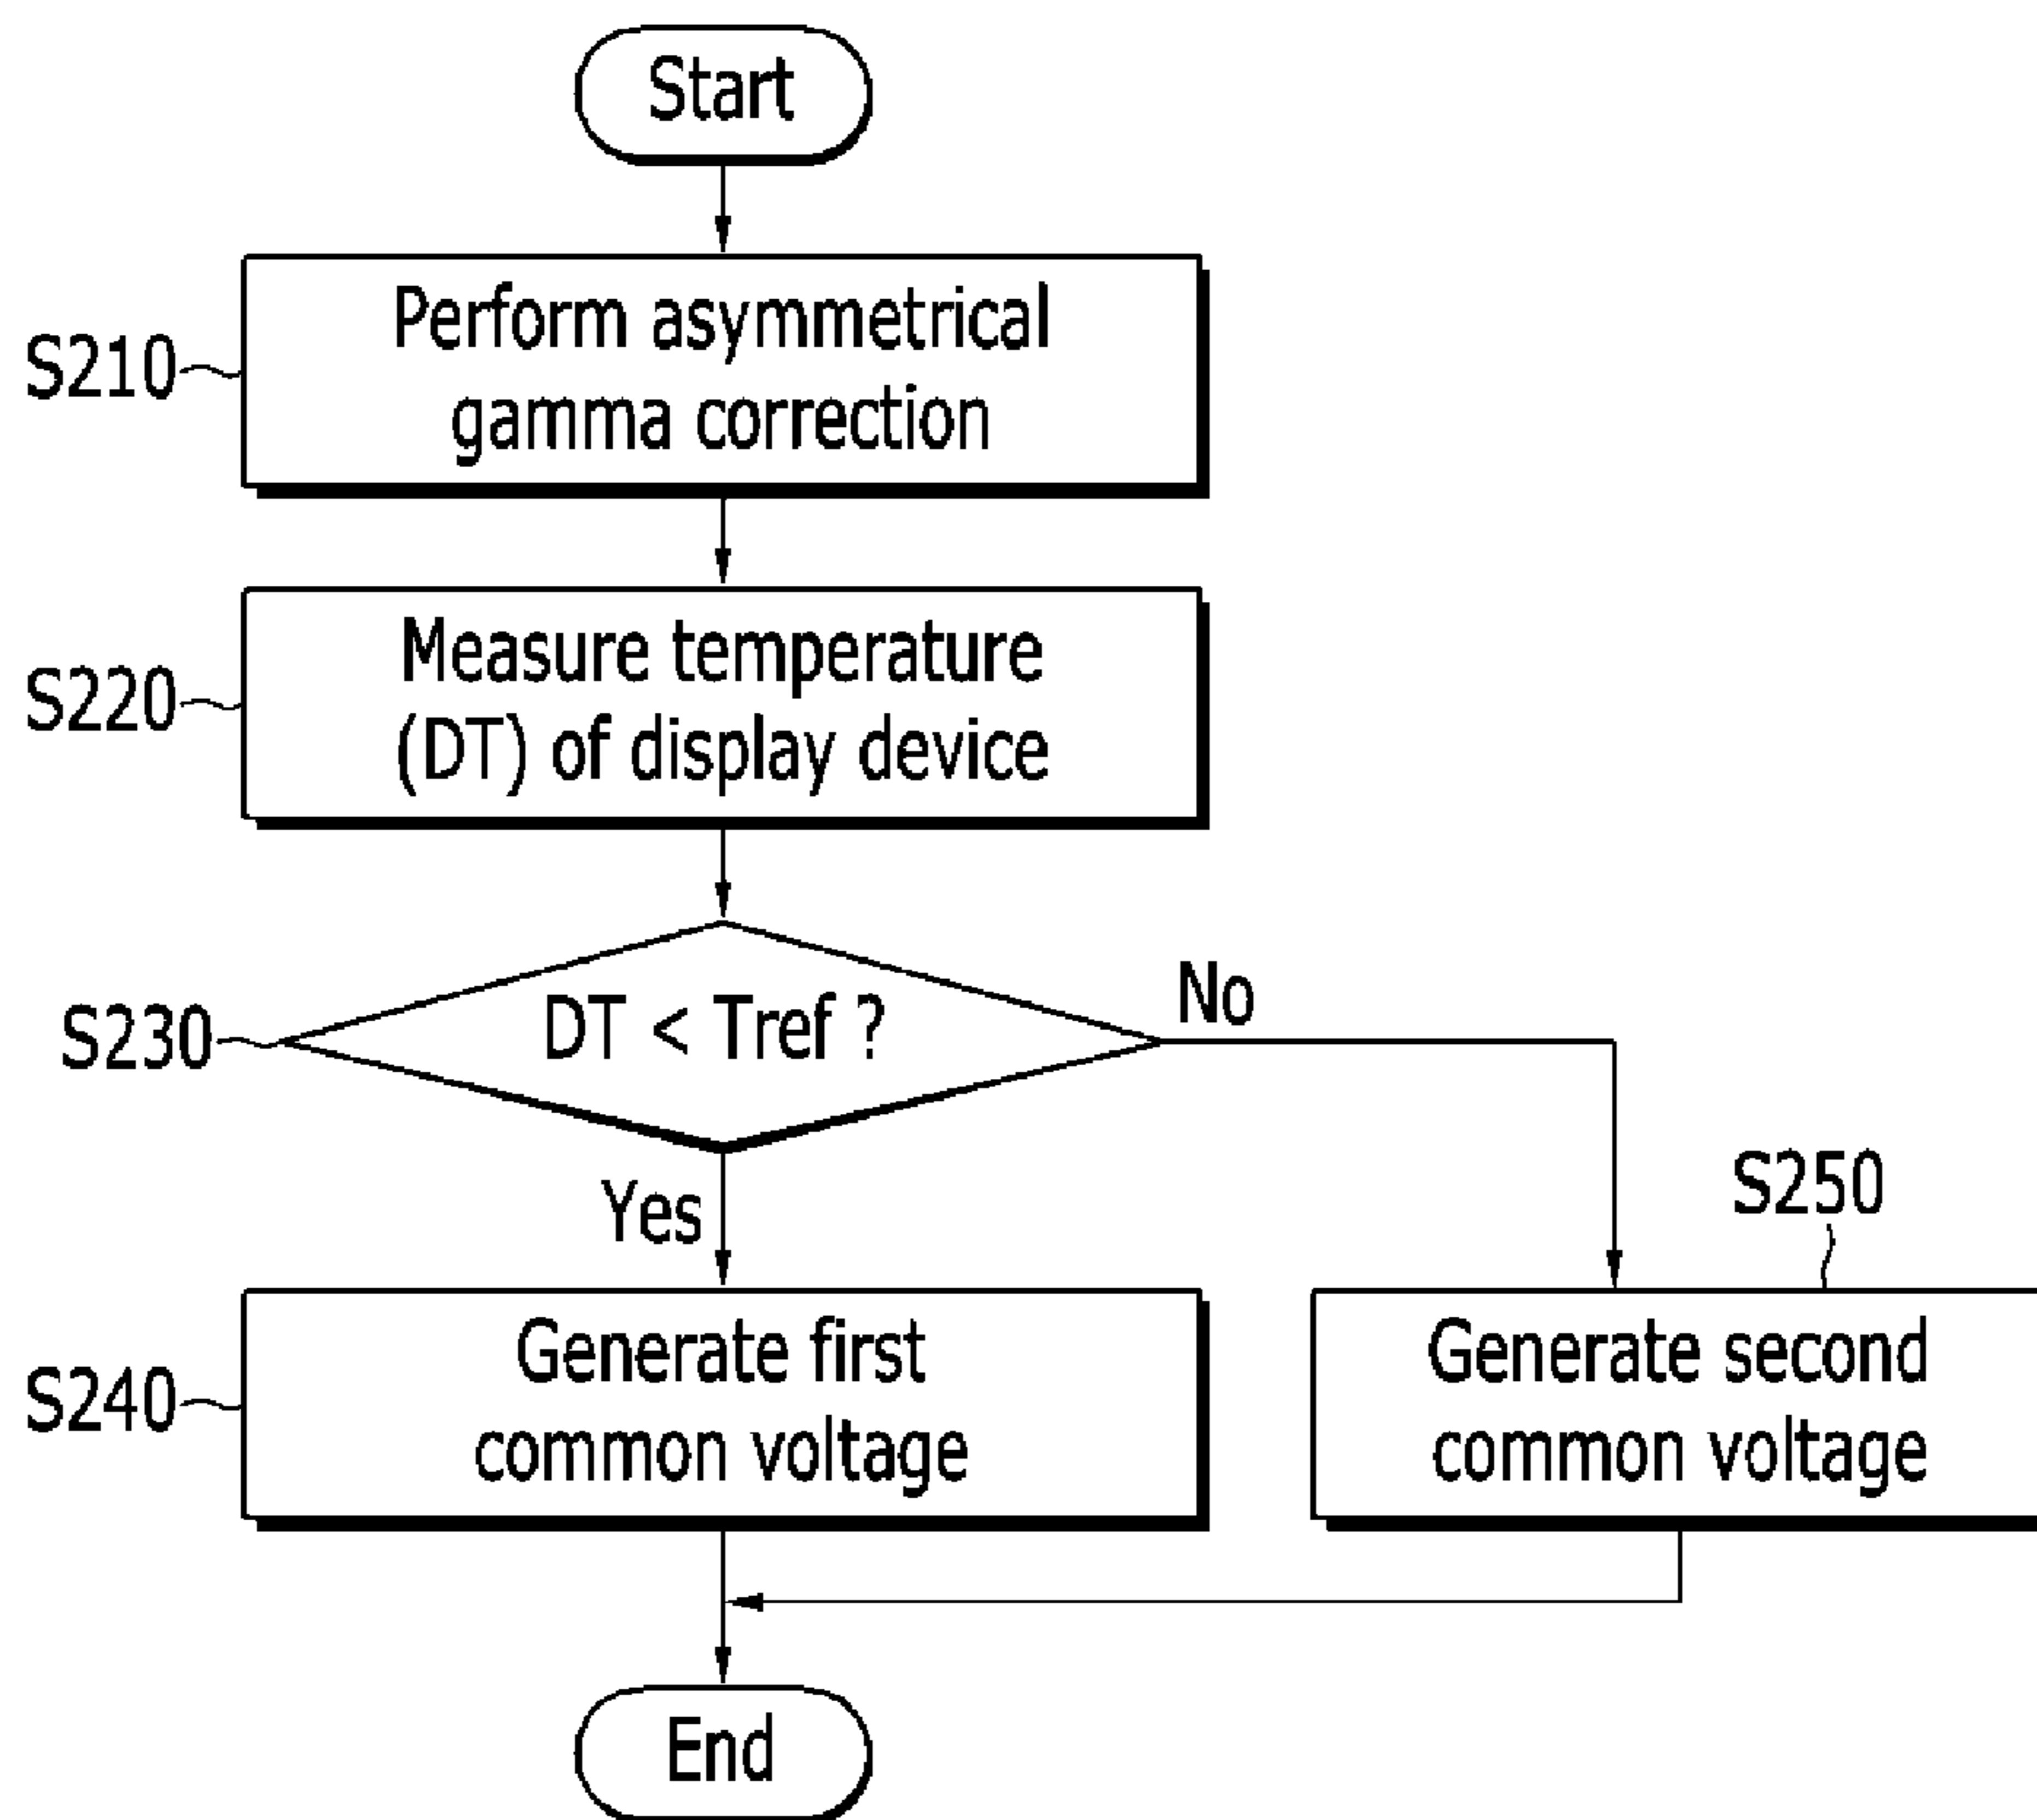 Start
S210
Perform asymmetrical
gamma correction
S220
Measure temperature
(DT) of display device
S230
DT < Tref ?
No
Yes
S250
S240
Generate first
common voltage
Generate second
common voltage
End